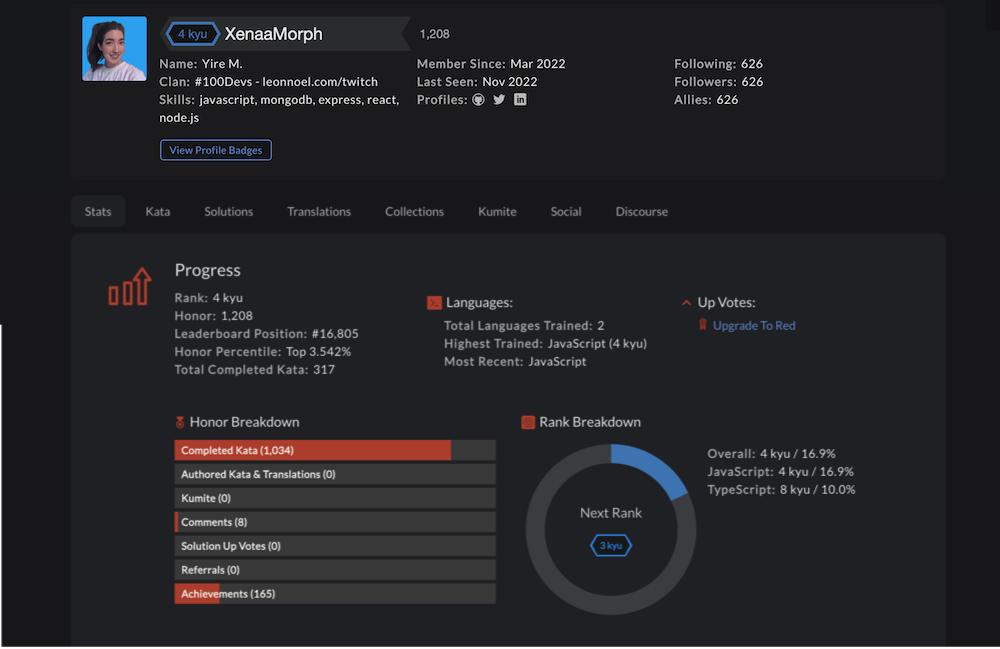 4 kyu XenaaMorph 1,208
Name: Yire M.
Clan: #100Devs - leonnoel.com/twitch
Skills: javascript, mongodb, express, react,
node.js
Member Since: Mar 2022
Last Seen: Nov 2022
Profiles:
Following: 626
Followers: 626
Allies: 626
View Profile Badges
Stats Kata Solutions Translations Collections Kumite Social Discourse
Progress
Rank: 4 kyu
Honor: 1,208
Leaderboard Position: #16,805
Honor Percentile: Top 3.542%
Total Completed Kata: 317
Languages:
Total Languages Trained: 2
Highest Trained: JavaScript (4 kyu)
Most Recent: JavaScript
Up Votes:
Upgrade To Red
Honor Breakdown
Completed Kata (1,034)
Authored Kata & Translations (0)
Kumite (0)
Comments (8)
Solution Up Votes (0)
Referrals (0)
Achievements (165)
Rank Breakdown
Next Rank
3 kyu
Overall: 4 kyu / 16.9%
JavaScript: 4 kyu / 16.9%
TypeScript: 8 kyu / 10.0%